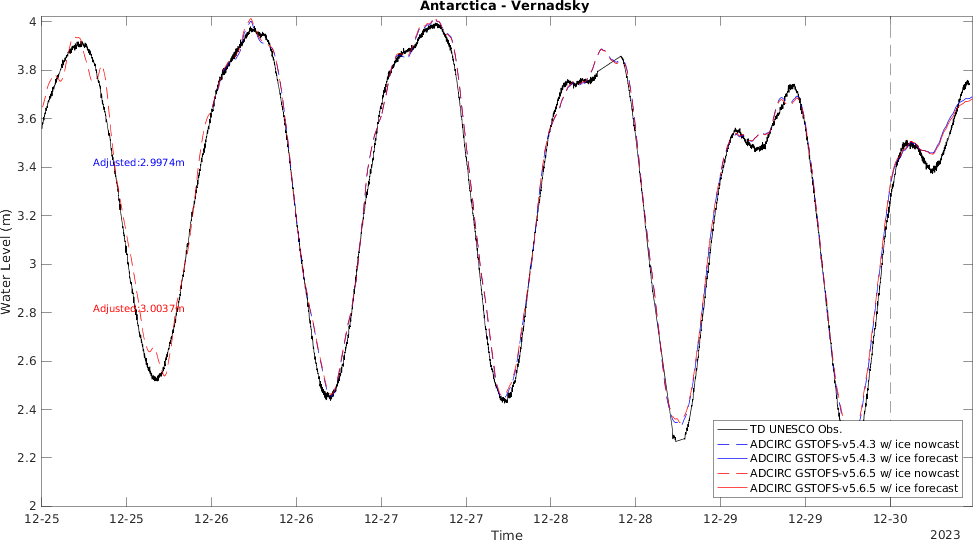 Antarctica - Vernadsky
4
3.8
3.6
3.4
3.2
3
2.8
2.6
2.4
2.2
2
Water Level (m)
Adjusted:2.9974m
Adjusted:3.0037m
TD UNESCO Obs.
ADCIRC GSTOFS-v5.4.3 w/ ice nowcast
ADCIRC GSTOFS-v5.4.3 w/ ice forecast
ADCIRC GSTOFS-v5.6.5 w/ ice nowcast
ADCIRC GSTOFS-v5.6.5 w/ ice forecast
12-25 12-25 12-26 12-26 12-27 12-27 12-28 12-28 12-29 12-29 12-30
Time
2023